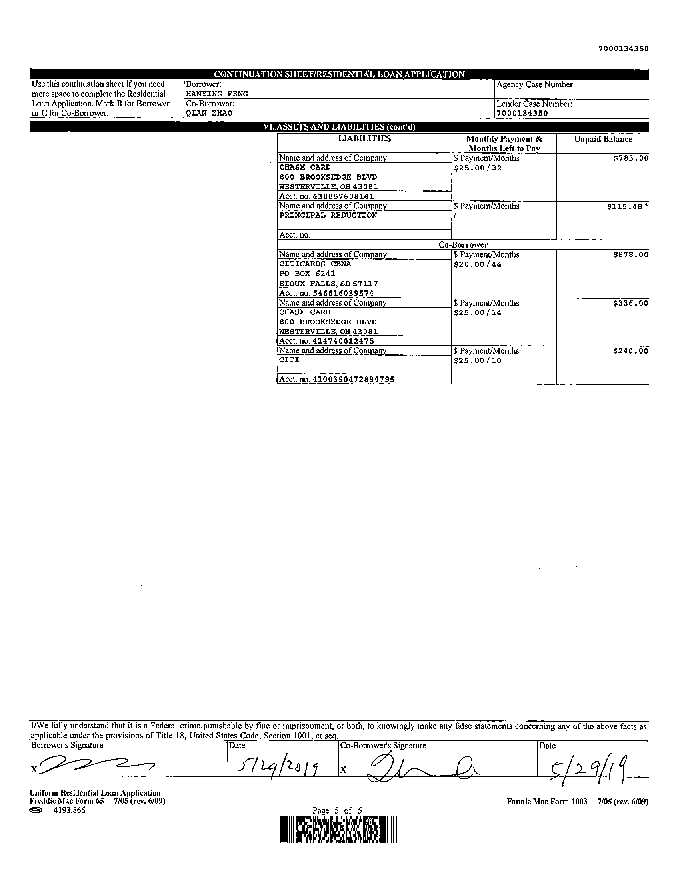 7000134350
CONTINUATION SHEET/RESIDENTIAL LOAN APPLICATION
Use this continuation sheet if you need more space to complete the Residential Loan Application. Mark B for Borrower or C for Co-Borrower.
Borrower:
HANYING FENG
Agency Case Number
Co-Borrower:
QIAN ZHAO
Lender Case Number:
7000134350
VI. ASSETS AND LIABILITIES (cont'd)
LIABILITIES
Monthly Payment & Months Left to Pay
Unpaid Balance
Name and address of Company
$ Payment/Months
$783.00
CHASE CARD
$25.00/32
800 BROOKSEDGE BLVD
WESTERVILLE, OH 43081
Acct. no.
Name and address of Company
$ Payment/Months
$115.48 *
PRINCIPAL REDUCTION
/
Acct. no.
Co-Borrower
Name and address of Company
$ Payment/Months
$878.00
CITICARDS CBNA
$20.00/44
PO BOX 6241
SIOUX FALLS, SD 57117
Acct. no.
Name and address of Company
$ Payment/Months
$336.00
CHASE CARD
$25.00/14
800 BROOKSEDGE BLVD
WESTERVILLE, OH 43081
Acct. no.
Name and address of Company
$ Payment/Months
$240.00
CITI
$25.00/10
Acct. no.
I/We fully understand that it is a Federal crime punishable by fine or imprisonment, or both, to knowingly make any false statements concerning any of the above facts as
applicable under the provisions of Title 18, United States Code, Section 1001, et seq.
Borrower's Signature
Date
Co-Borrower's Signature
Date
X
5/29/2019
X
5/29/19
Uniform Residential Loan Application
Freddie Mac Form 65 7/05 (rev. 6/09)
Fannie Mae Form 1003 7/05 (rev. 6/09)
Page 5 of 5